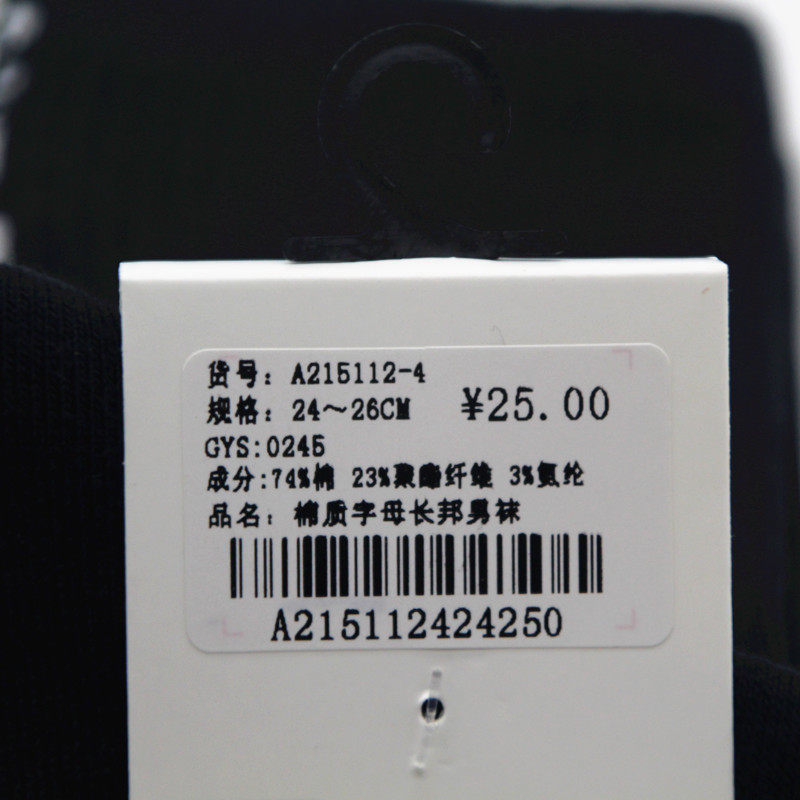 货号: A215112-4
规格: 24～26CM ¥25.00
GYS:0245
成分:74%棉 23%聚酯纤维 3%氨纶
品名: 棉质字母长邦男袜
A215112424250